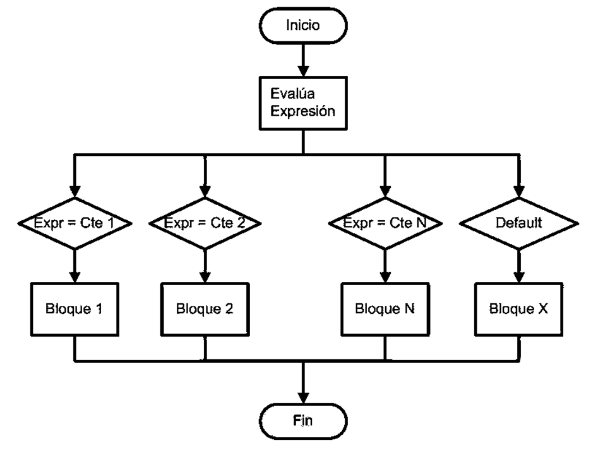 Inicio
Evalúa
Expresión
Expr = Cte 1
Expr = Cte 2
Expr = Cte N
Default
Bloque 1
Bloque 2
Bloque N
Bloque X
Fin